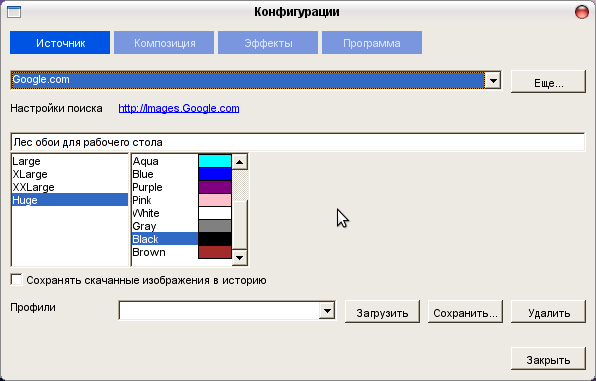 Конфигурации
Источник Композиция Эффекты Программа
Google.com Еще...
Настройки поиска http://Images.Google.com
Лес обои для рабочего стола
Large Aqua
XLarge Blue
XXLarge Purple
Huge Pink
White
Gray
Black
Brown
Сохранять скачанные изображения в историю
Профили Загрузить Сохранить... Удалить
Закрыть